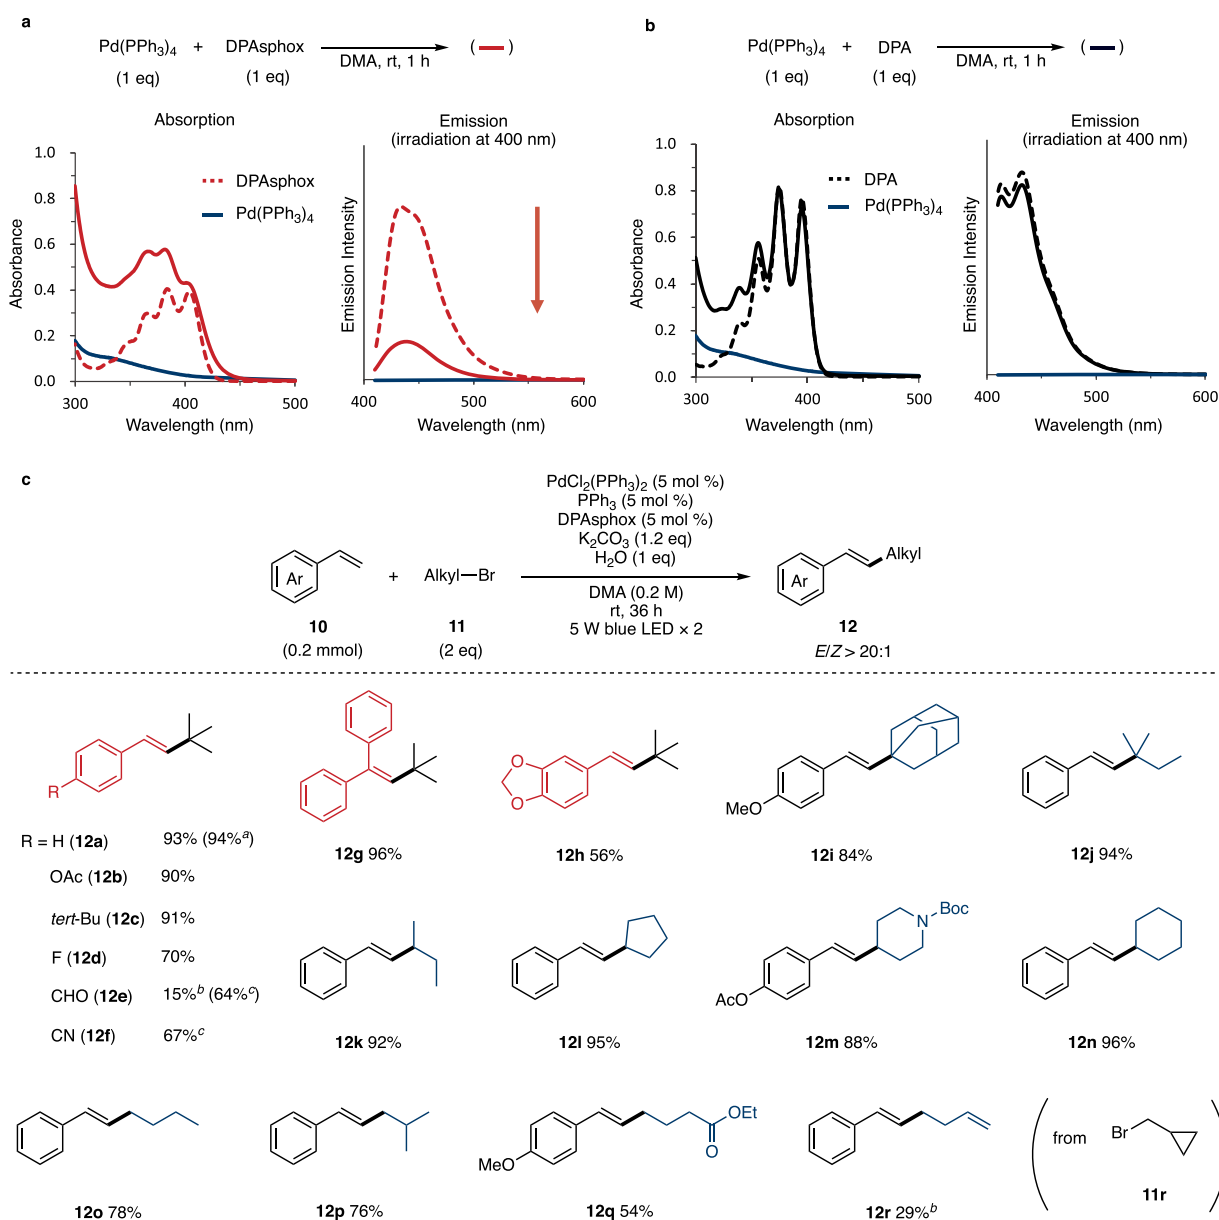 a
Pd(PPh3)4 + DPAsphox ( )
(1 eq) (1 eq) DMA, rt, 1 h
Absorption
Emission
(irradiation at 400 nm)
1.0
0.8
0.6
0.4
0.2
0.0
Absorbance
DPAsphox
Pd(PPh3)4
300 400 500
Wavelength (nm)
Emission Intensity
400 500 600
Wavelength (nm)
b
Pd(PPh3)4 + DPA ( )
(1 eq) (1 eq) DMA, rt, 1 h
Absorption
Emission
(irradiation at 400 nm)
1.0
0.8
0.6
0.4
0.2
0.0
Absorbance
DPA
Pd(PPh3)4
300 400 500
Wavelength (nm)
Emission Intensity
400 500 600
Wavelength (nm)
c
PdCl2(PPh3)2 (5 mol %)
PPh3 (5 mol %)
DPAsphox (5 mol %)
K2CO3 (1.2 eq)
H2O (1 eq)
Ar + Alkyl Br Ar Alkyl
DMA (0.2 M)
rt, 36 h
5 W blue LED × 2
10 11 12
(0.2 mmol) (2 eq) E/Z > 20:1
R
R = H (12a) 93% (94%a)
OAc (12b) 90%
tert-Bu (12c) 91%
F (12d) 70%
CHO (12e) 15%b (64%c)
CN (12f) 67%c
12g 96%
O
O
12h 56%
MeO
12i 84%
12j 94%
12k 92%
12l 95%
N Boc
AcO
12m 88%
12n 96%
12o 78%
12p 76%
OEt
O
MeO
12q 54%
12r 29%b
( from Br )
11r